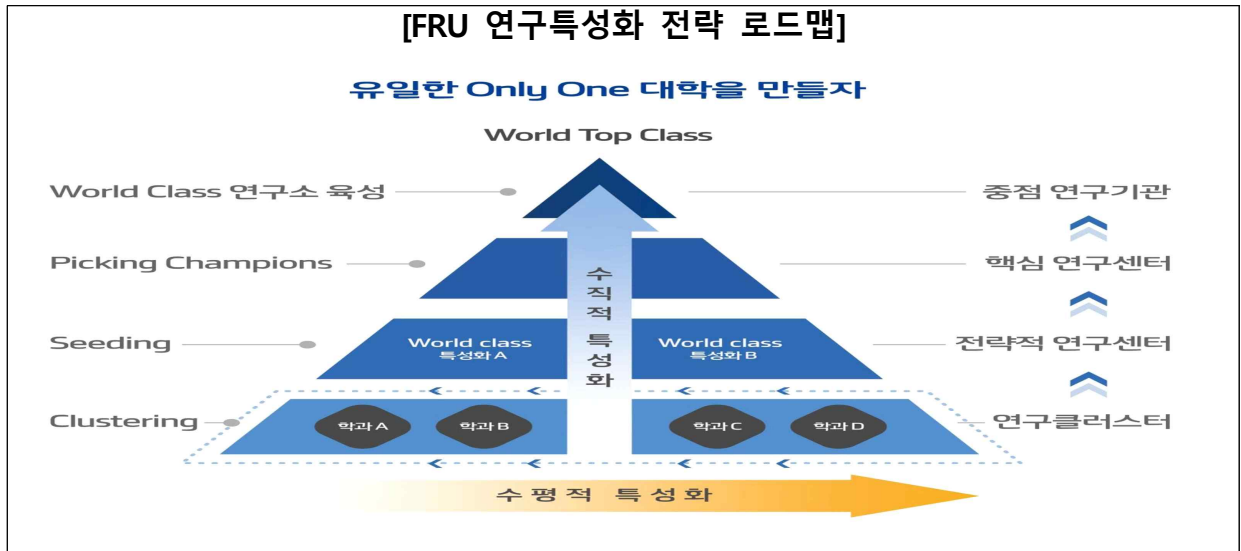 [FRU 연구특성화 전략 로드맵]
유일한 Only One 대학을 만들자
World Top Class
World Class 연구소 육성
중점 연구기관
Picking Champions
핵심 연구센터
Seeding
World class
특성화 A
World class
특성화 B
전략적 연구센터
수직적 특성화
Clustering
학과 A
학과 B
학과 C
학과 D
연구클러스터
수평적 특성화